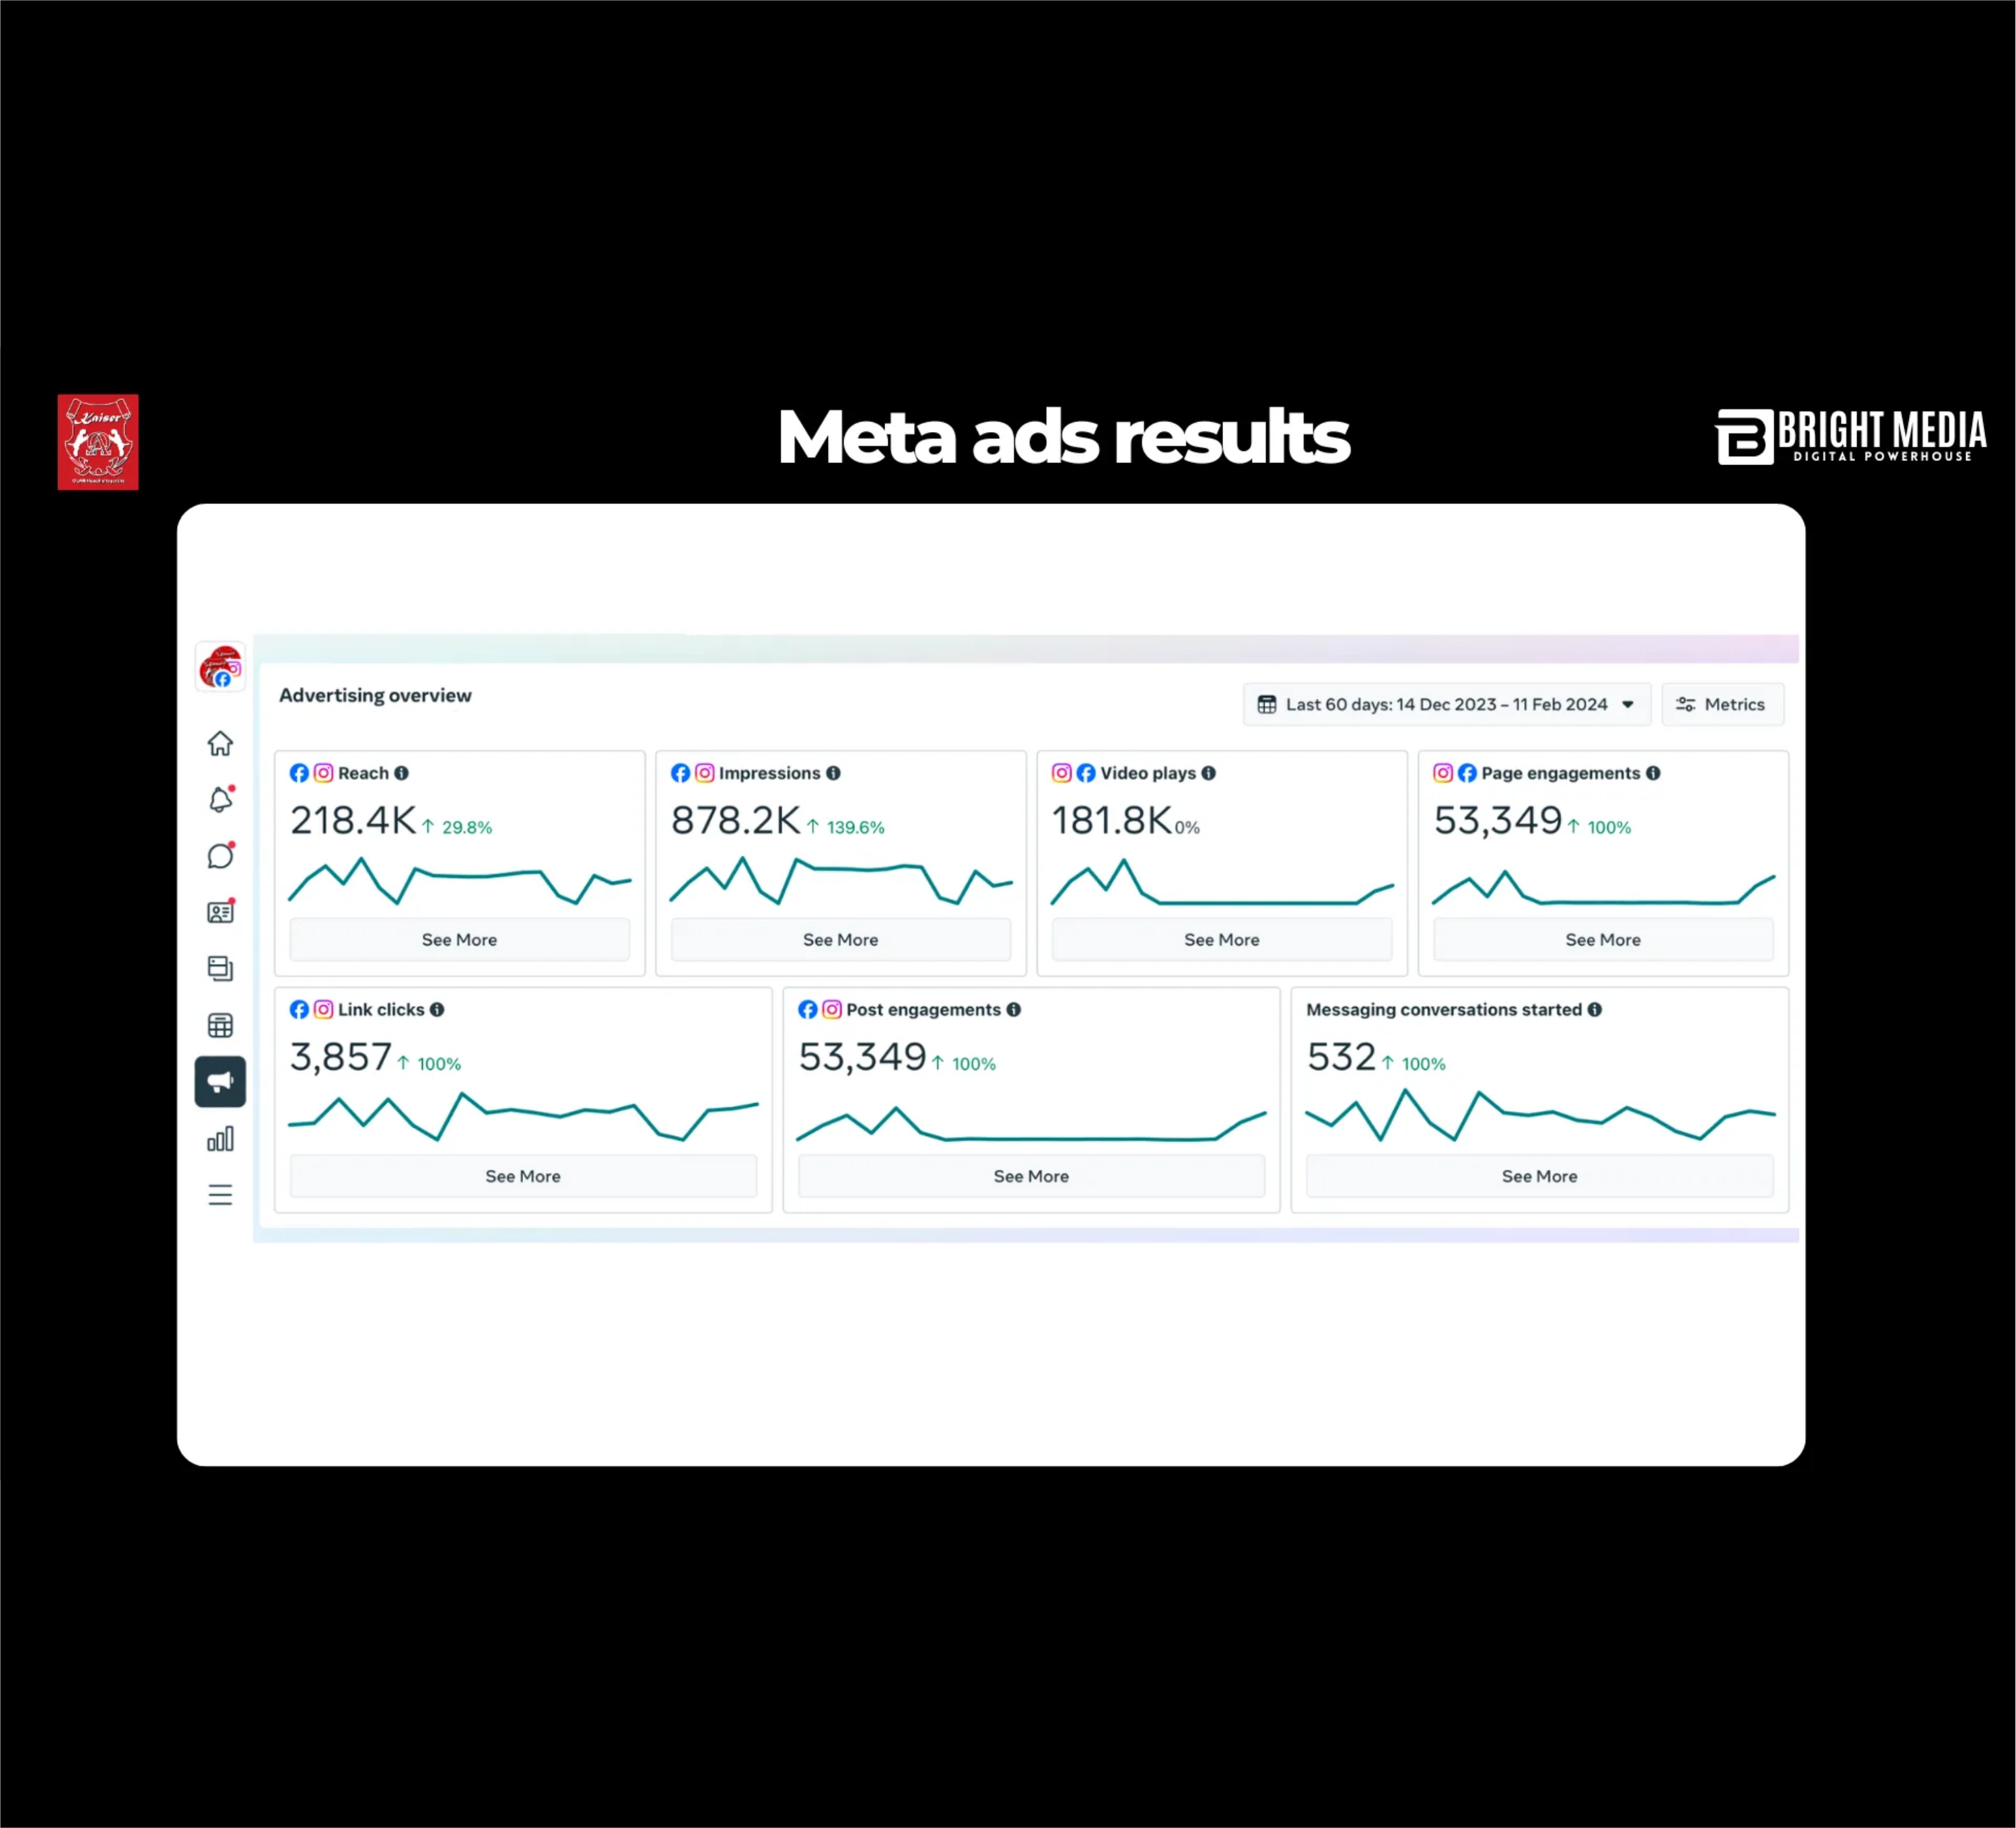 Kaiser
Meta ads results
BRIGHT MEDIA
DIGITAL POWERHOUSE
Advertising overview
Last 60 days: 14 Dec 2023 – 11 Feb 2024
Metrics
Reach
218.4K ↑ 29.8%
See More
Impressions
878.2K ↑ 139.6%
See More
Video plays
181.8K 0%
See More
Page engagements
53,349 ↑ 100%
See More
Link clicks
3,857 ↑ 100%
See More
Post engagements
53,349 ↑ 100%
See More
Messaging conversations started
532 ↑ 100%
See More